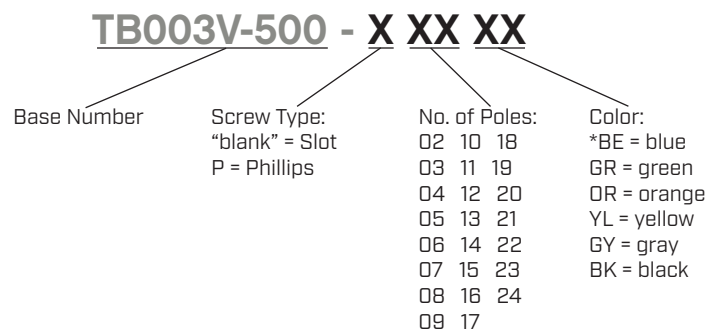 TB003V-500 - X XX XX
Base Number
Screw Type:
“blank” = Slot
P = Phillips
No. of Poles:
02 10 18
03 11 19
04 12 20
05 13 21
06 14 22
07 15 23
08 16 24
09 17
Color:
*BE = blue
GR = green
OR = orange
YL = yellow
GY = gray
BK = black